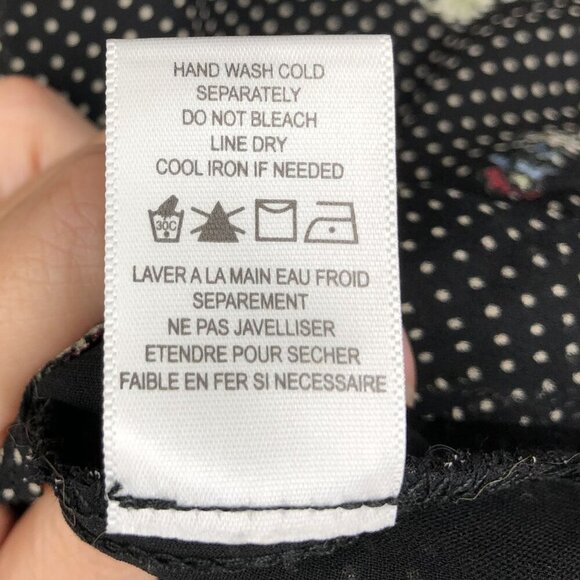 HAND WASH COLD
SEPARATELY
DO NOT BLEACH
LINE DRY
COOL IRON IF NEEDED
30C
LAVER A LA MAIN EAU FROID
SEPAREMENT
NE PAS JAVELLISER
ETENDRE POUR SECHER
FAIBLE EN FER SI NECESSAIRE